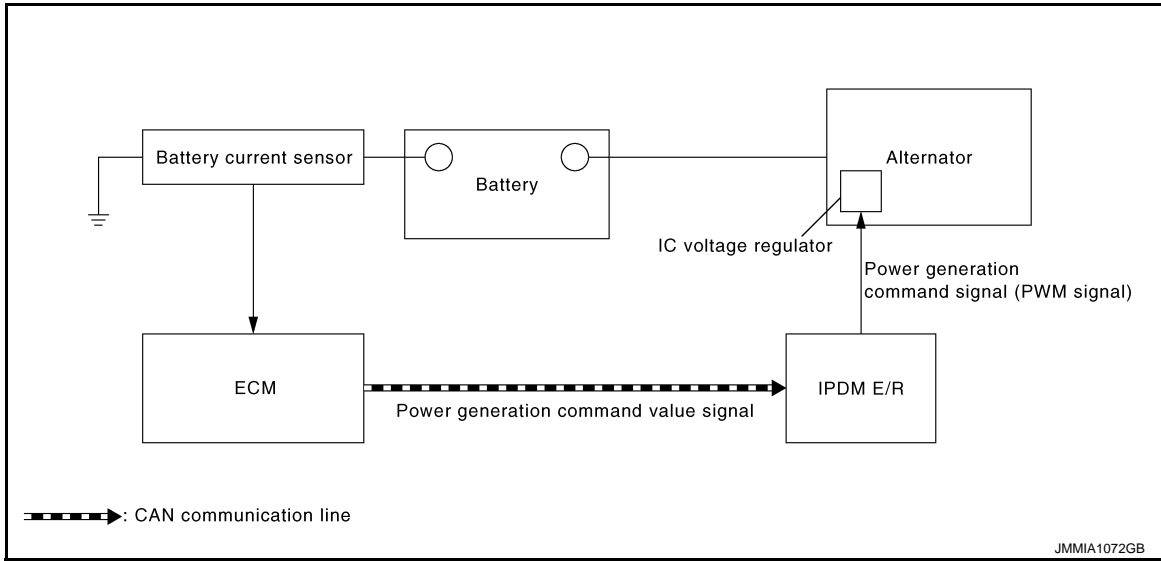 Battery current sensor
Battery
Alternator
IC voltage regulator
Power generation
command signal (PWM signal)
ECM
Power generation command value signal
IPDM E/R
: CAN communication line
JMMIA1072GB